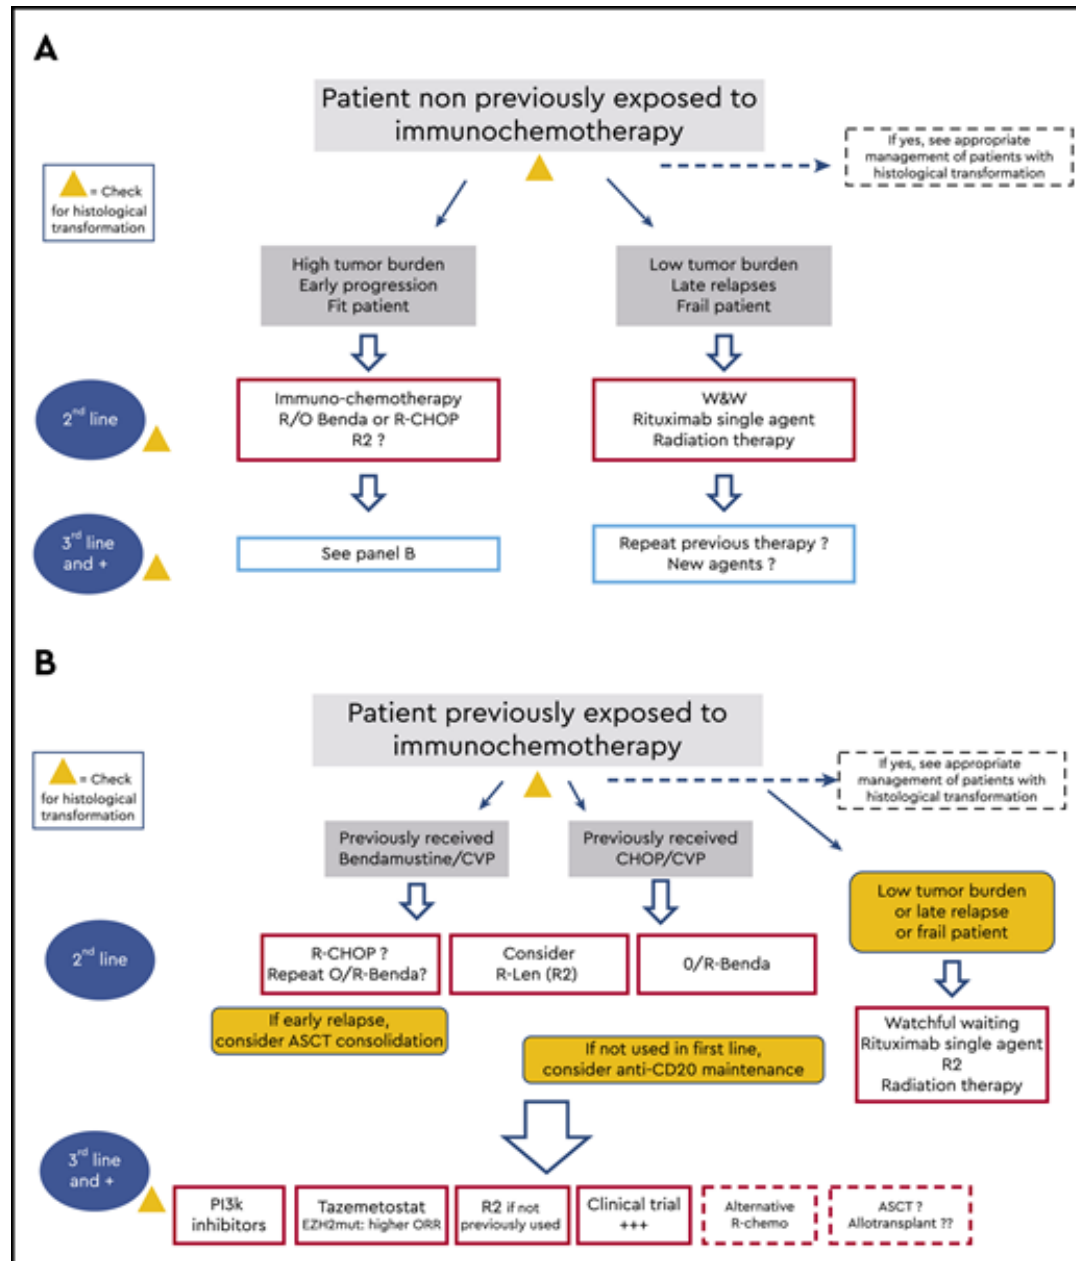 A
Patient non previously exposed to
immunochemotherapy
If yes, see appropriate
management of patients with
histological transformation
= Check
for histological
transformation
High tumor burden
Early progression
Fit patient
Low tumor burden
Late relapses
Frail patient
2nd line
Immuno-chemotherapy
R/O Benda or R-CHOP
R2 ?
W&W
Rituximab single agent
Radiation therapy
3rd line
and +
See panel B
Repeat previous therapy ?
New agents ?
B
Patient previously exposed to
immunochemotherapy
= Check
for histological
transformation
If yes, see appropriate
management of patients with
histological transformation
Previously received
Bendamustine/CVP
Previously received
CHOP/CVP
Low tumor burden
or late relapse
or frail patient
2nd line
R-CHOP ?
Repeat O/R-Benda?
Consider
R-Len (R2)
0/R-Benda
If early relapse,
consider ASCT consolidation
If not used in first line,
consider anti-CD20 maintenance
Watchful waiting
Rituximab single agent
R2
Radiation therapy
3rd line
and +
PI3k
inhibitors
Tazemetostat
EZH2mut: higher ORR
R2 if not
previously used
Clinical trial
+++
Alternative
R-chemo
ASCT ?
Allotransplant ??